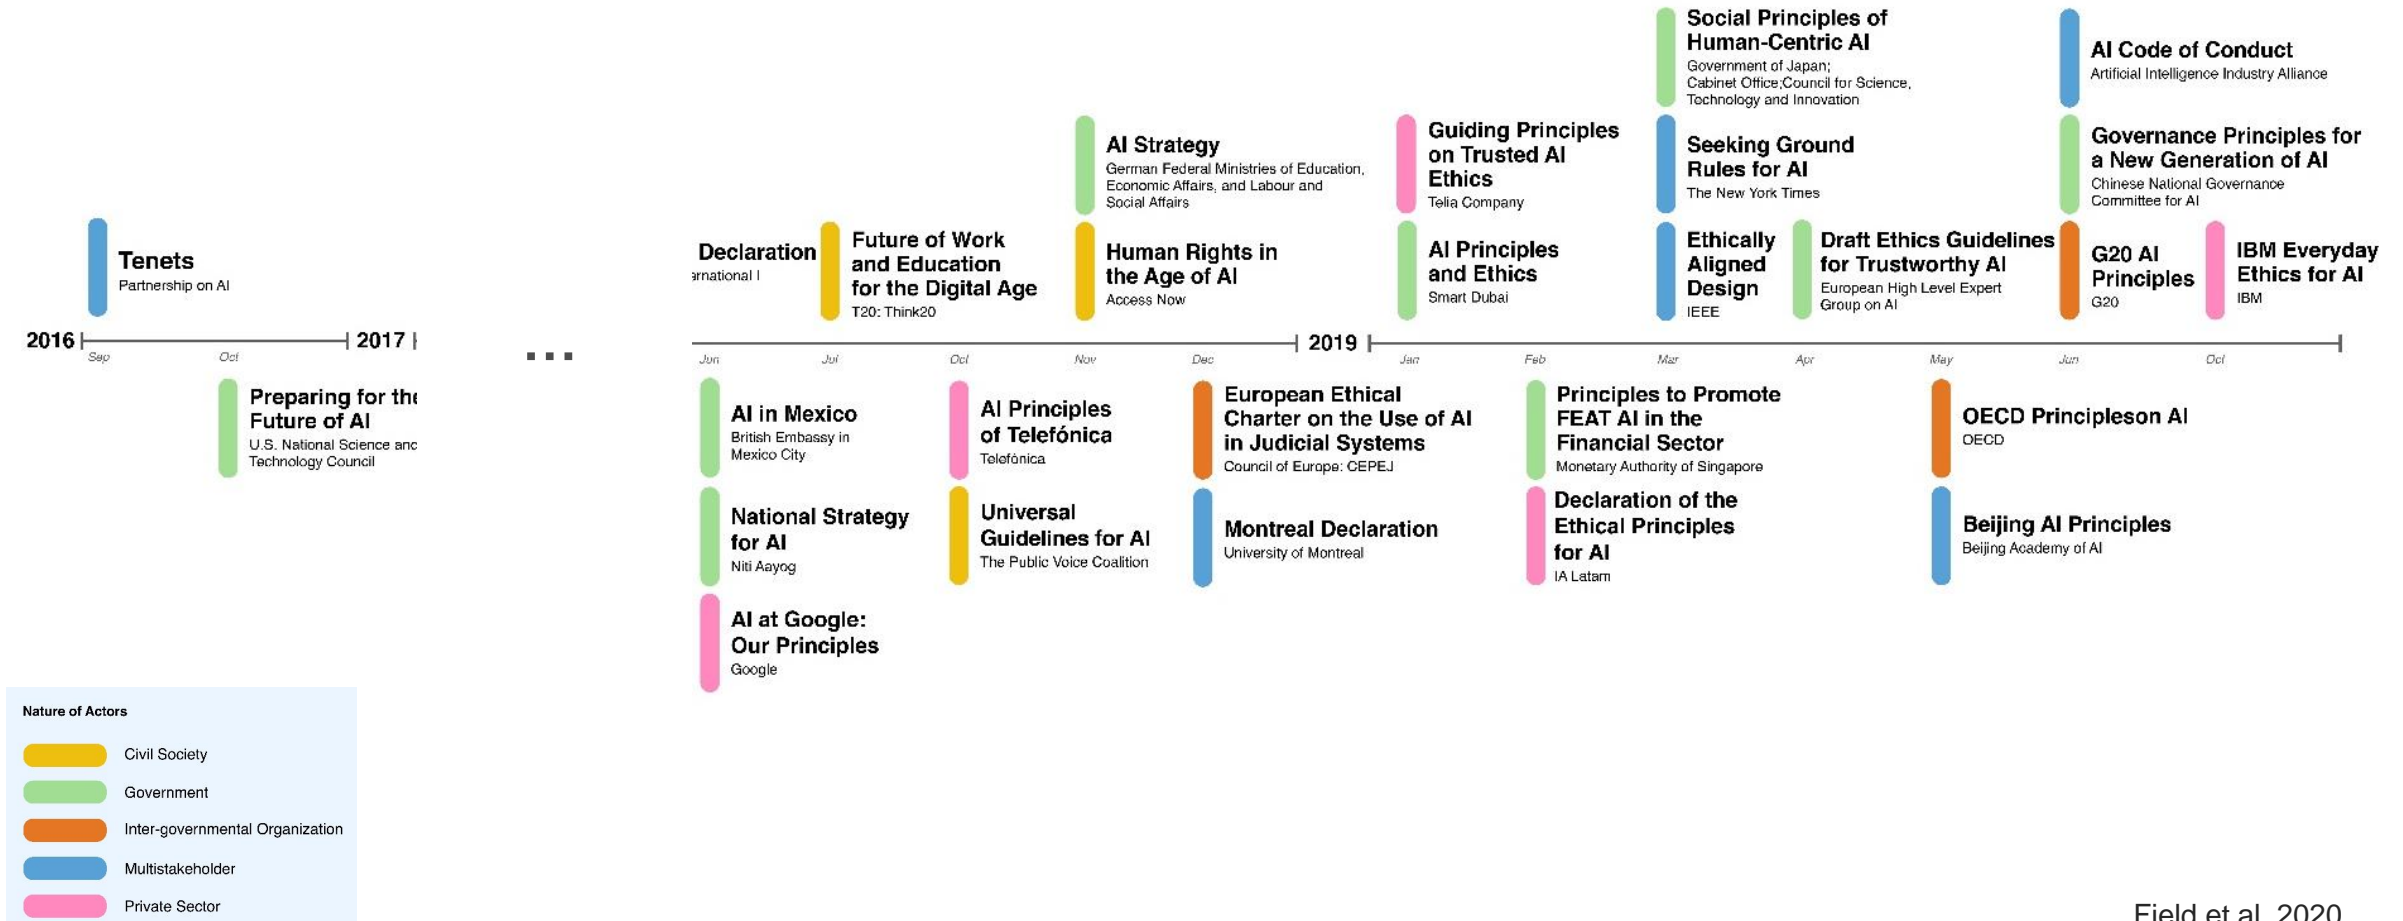 Social Principles of
Human-Centric AI
Government of Japan;
Cabinet Office;Council for Science,
Technology and Innovation
AI Code of Conduct
Artificial Intelligence Industry Alliance
AI Strategy
German Federal Ministries of Education,
Economic Affairs, and Labour and
Social Affairs
Guiding Principles
on Trusted AI
Ethics
Telia Company
Seeking Ground
Rules for AI
The New York Times
Governance Principles for
a New Generation of AI
Chinese National Governance
Committee for AI
Tenets
Partnership on AI
Declaration
Future of Work
and Education
for the Digital Age
T20: Think20
Human Rights in
the Age of AI
Access Now
AI Principles
and Ethics
Smart Dubai
Ethically
Aligned
Design
IEEE
Draft Ethics Guidelines
for Trustworthy AI
European High Level Expert
Group on AI
G20 AI
Principles
G20
IBM Everyday
Ethics for AI
IBM
2016
2017
...
2019
Sep
Oct
Jun
Jul
Oct
Nov
Dec
Jan
Feb
Mar
Apr
May
Jun
Oct
Preparing for the
Future of AI
U.S. National Science and
Technology Council
AI in Mexico
British Embassy in
Mexico City
AI Principles
of Telefónica
Telefónica
European Ethical
Charter on the Use of AI
in Judicial Systems
Council of Europe: CEPEJ
Principles to Promote
FEAT AI in the
Financial Sector
Monetary Authority of Singapore
OECD Principleson AI
OECD
National Strategy
for AI
Niti Aayog
Universal
Guidelines for AI
The Public Voice Coalition
Montreal Declaration
University of Montreal
Declaration of the
Ethical Principles
for AI
IA Latam
Beijing AI Principles
Beijing Academy of AI
AI at Google:
Our Principles
Google
Nature of Actors
Civil Society
Government
Inter-governmental Organization
Multistakeholder
Private Sector
Fjeld et al. 2020